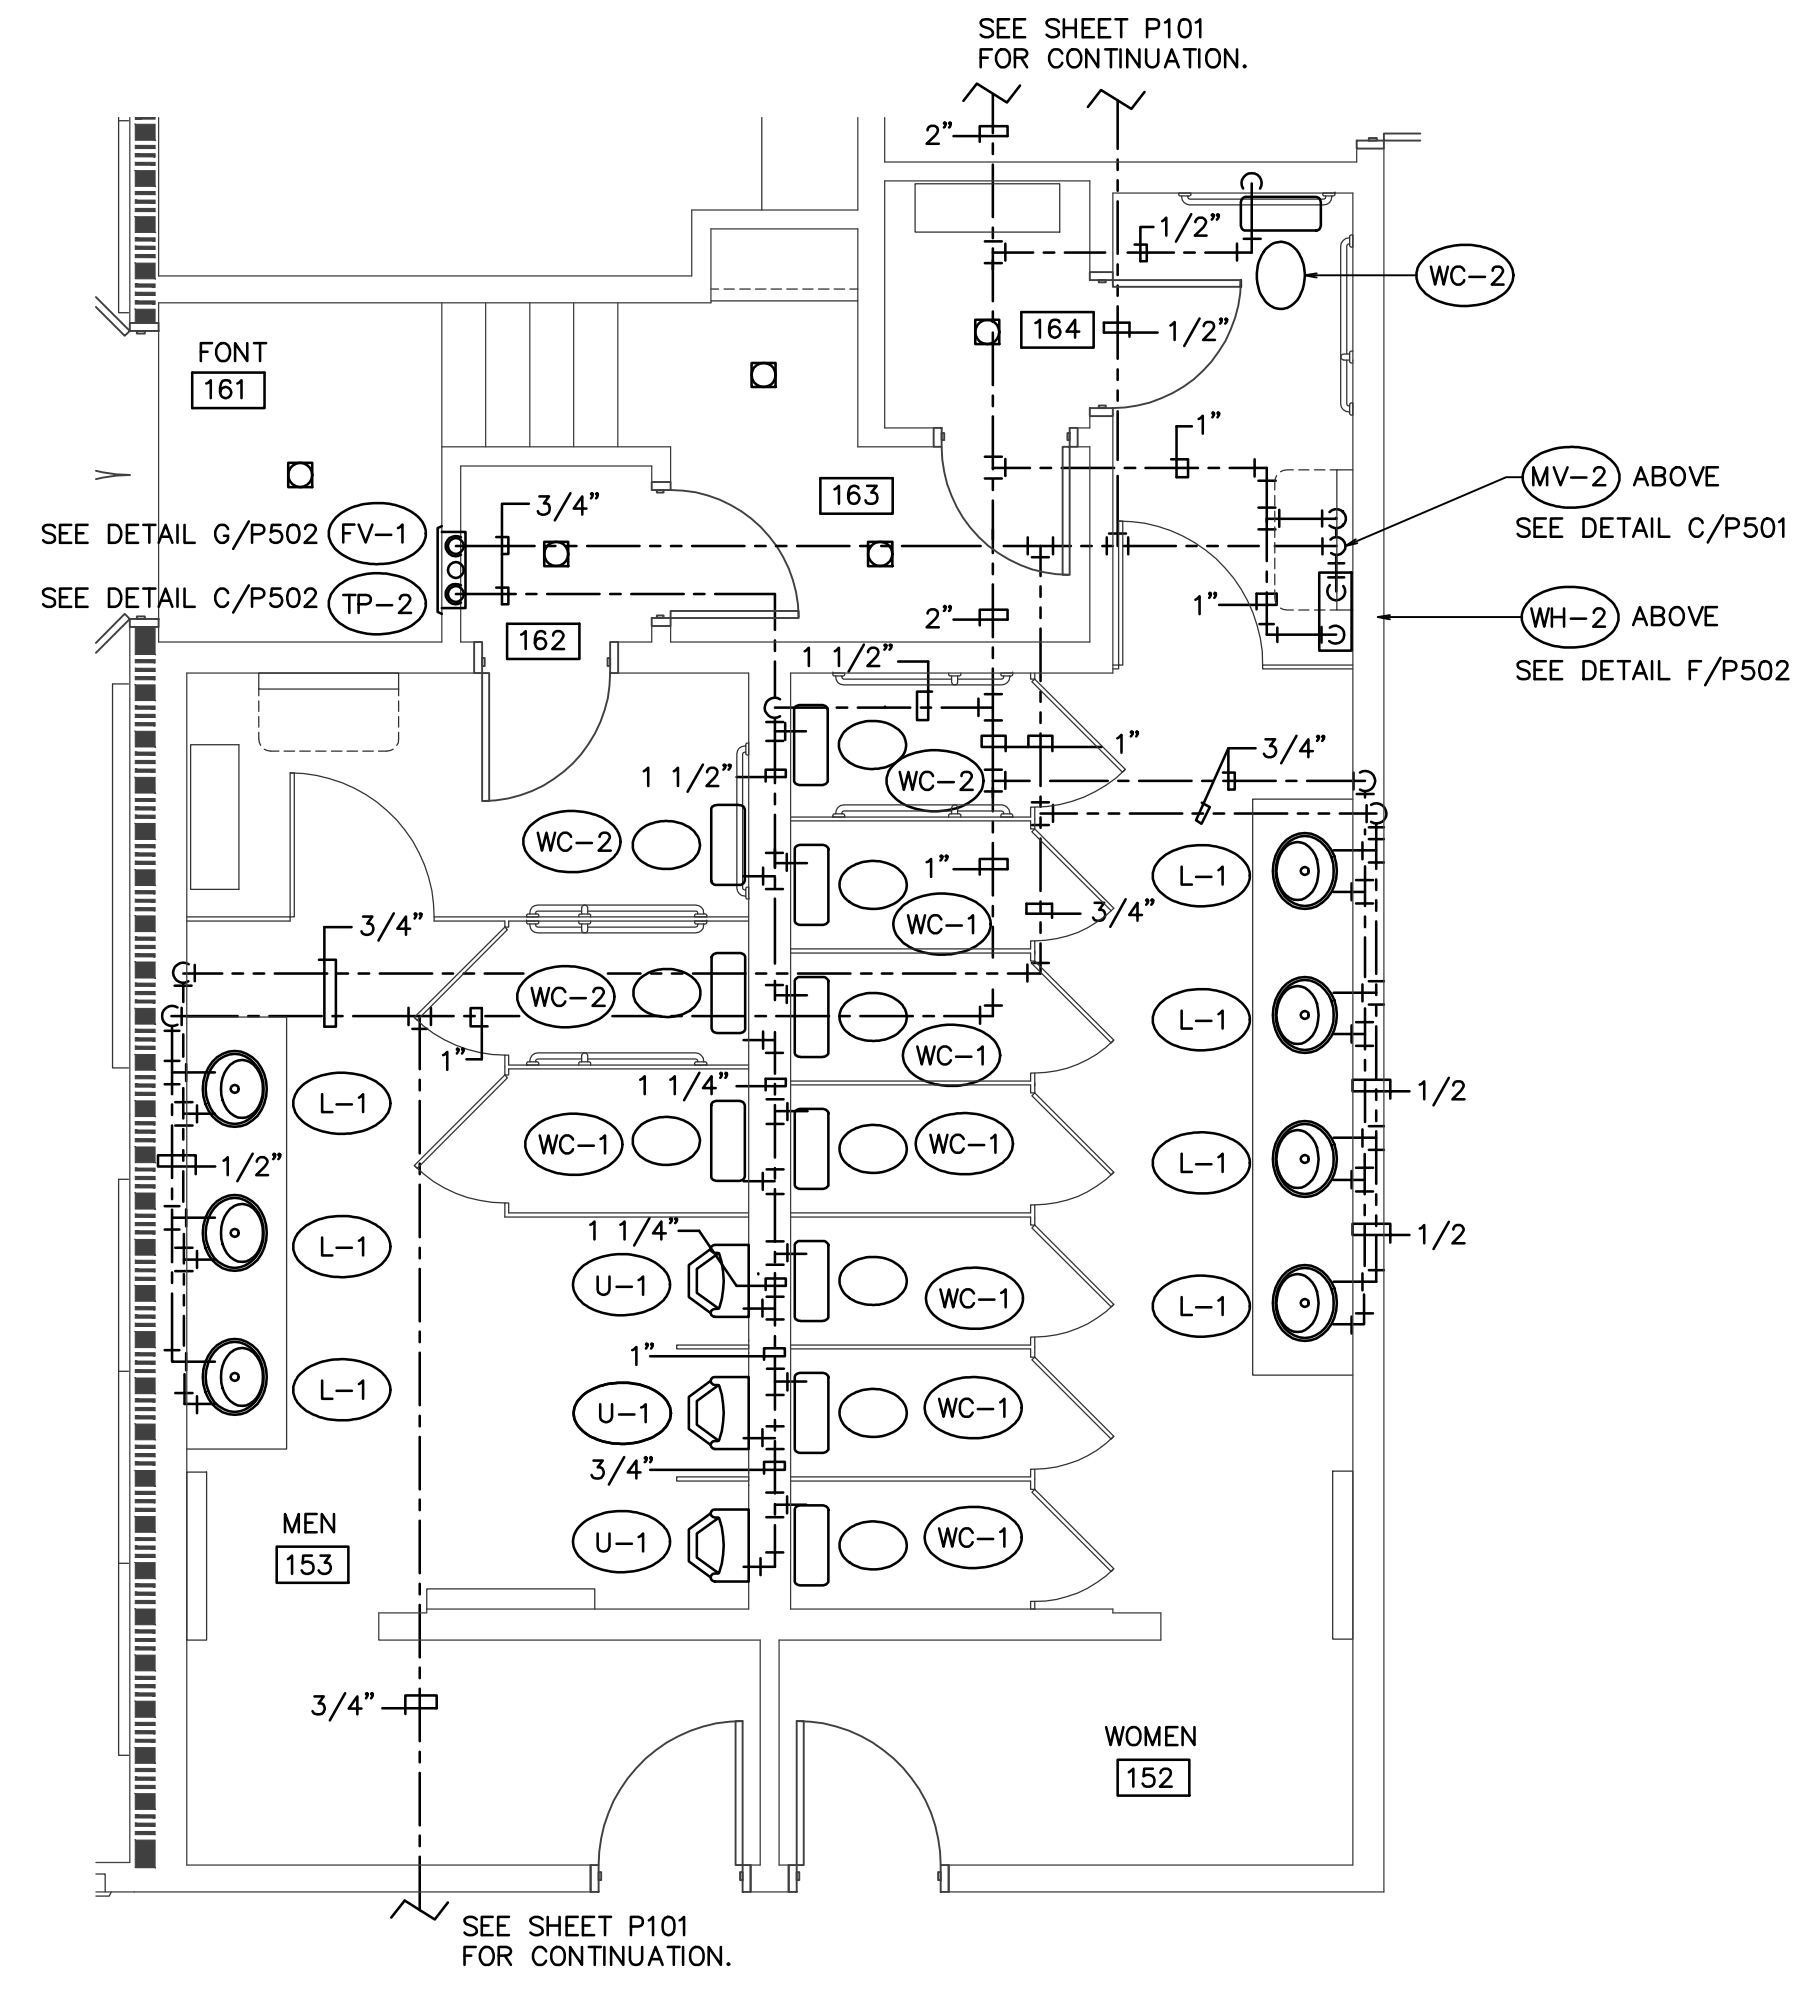 SEE SHEET P101
FOR CONTINUATION.
2"
1/2"
WC-2
164
1/2"
FONT
161
1"
163
MV-2 ABOVE
SEE DETAIL C/P501
3/4"
SEE DETAIL G/P502 FV-1
SEE DETAIL C/P502 TP-2
1"
2"
WH-2 ABOVE
SEE DETAIL F/P502
162
1 1/2"
1"
3/4"
1 1/2"
WC-2
WC-2
1"
L-1
3/4"
WC-1
3/4"
WC-2
L-1
1"
WC-1
1 1/4"
1/2
L-1
WC-1
WC-1
L-1
1/2"
1 1/4"
1/2
L-1
U-1
WC-1
L-1
1"
L-1
U-1
WC-1
3/4"
MEN
153
U-1
WC-1
3/4"
WOMEN
152
SEE SHEET P101
FOR CONTINUATION.